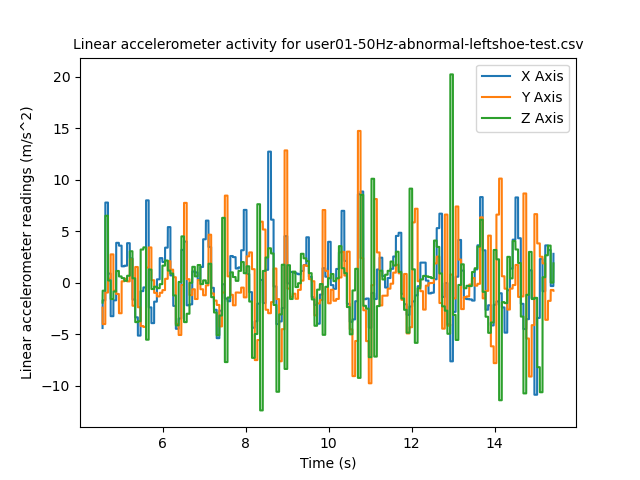 Linear accelerometer activity for user01-50Hz-abnormal-leftshoe-test.csv
X Axis
Y Axis
Z Axis
Linear accelerometer readings (m/s^2)
20
15
10
5
0
−5
−10
6
8
10
12
14
Time (s)